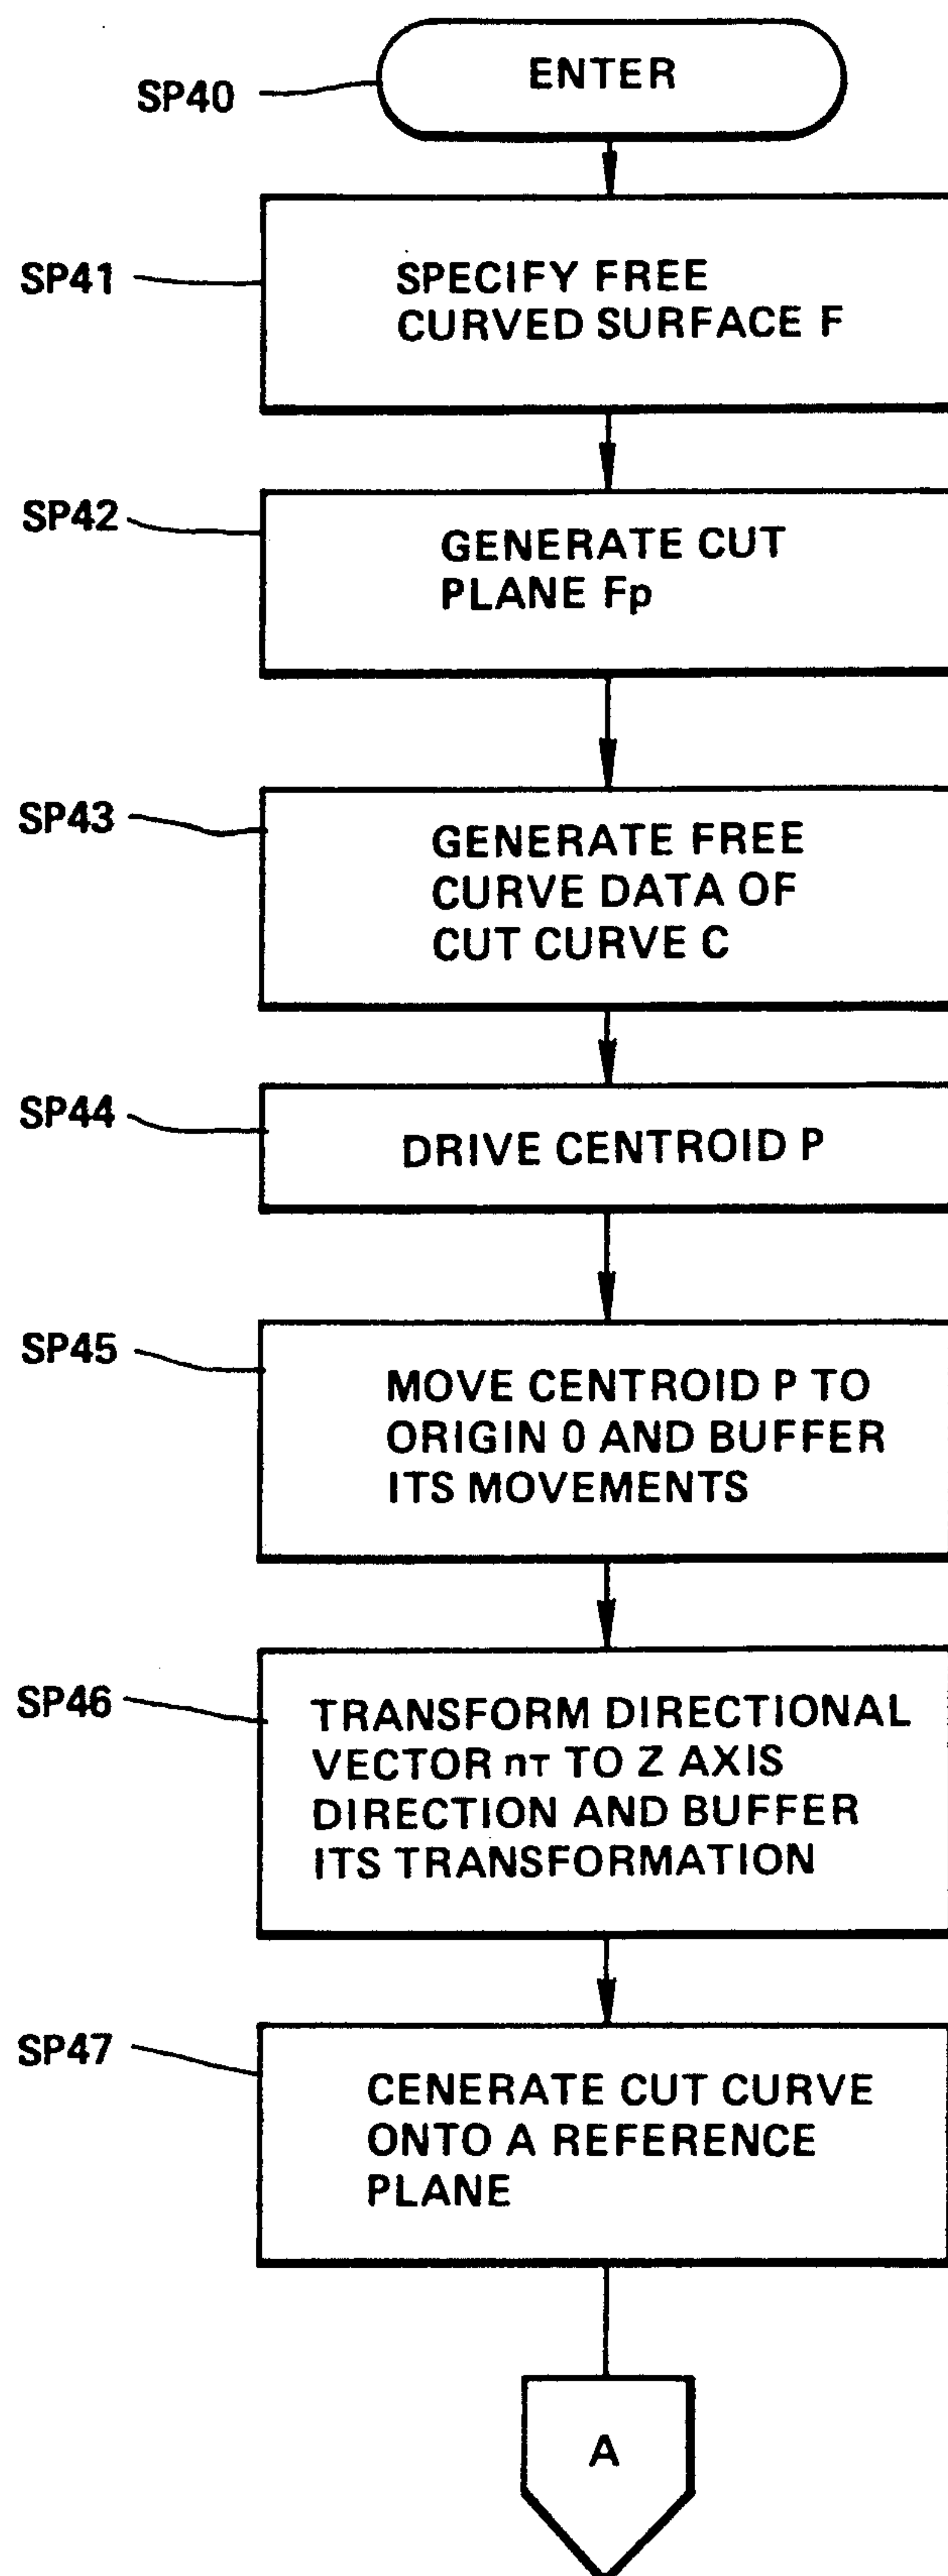 SP40
ENTER
SP41
SPECIFY FREE
CURVED SURFACE F
SP42
GENERATE CUT
PLANE Fp
SP43
GENERATE FREE
CURVE DATA OF
CUT CURVE C
SP44
DRIVE CENTROID P
SP45
MOVE CENTROID P TO
ORIGIN 0 AND BUFFER
ITS MOVEMENTS
SP46
TRANSFORM DIRECTIONAL
VECTOR nT TO Z AXIS
DIRECTION AND BUFFER
ITS TRANSFORMATION
SP47
CENERATE CUT CURVE
ONTO A REFERENCE
PLANE
A